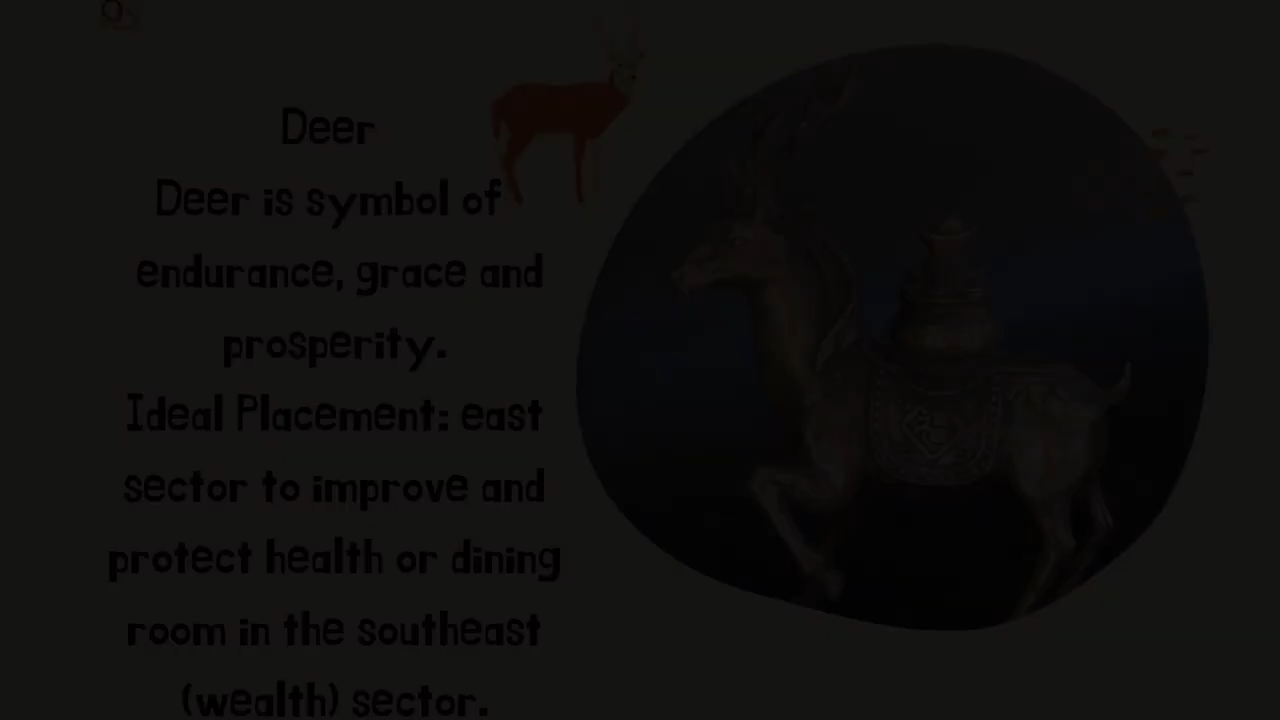 Deer
Deer is symbol of
endurance, grace and
prosperity.
Ideal Placement: east
sector to improve and
protect health or dining
room in the southeast
(wealth) sector.